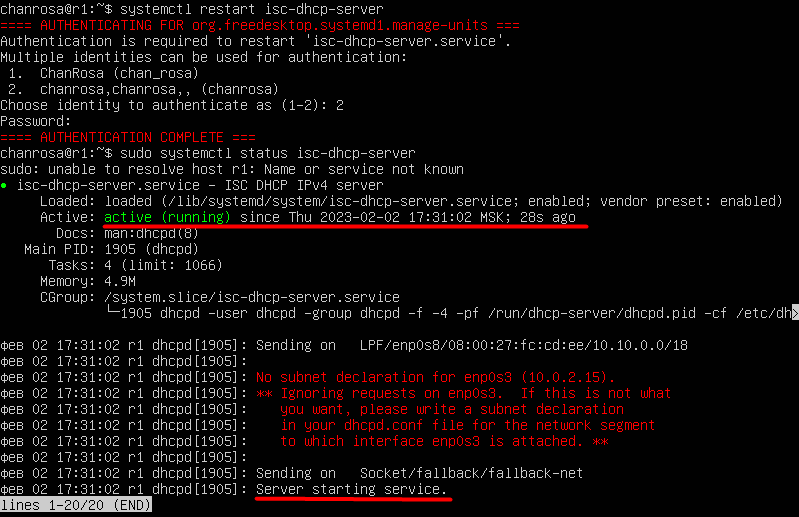 chanrosa@r1:~$ systemctl restart isc-dhcp-server
==== AUTHENTICATING FOR org.freedesktop.systemd1.manage-units ===
Authentication is required to restart 'isc-dhcp-server.service'.
Multiple identities can be used for authentication:
 1.  ChanRosa (chan_rosa)
 2.  chanrosa,chanrosa,, (chanrosa)
Choose identity to authenticate as (1-2): 2
Password:
==== AUTHENTICATION COMPLETE ===
chanrosa@r1:~$ sudo systemctl status isc-dhcp-server
sudo: unable to resolve host r1: Name or service not known
● isc-dhcp-server.service - ISC DHCP IPv4 server
     Loaded: loaded (/lib/systemd/system/isc-dhcp-server.service; enabled; vendor preset: enabled)
     Active: active (running) since Thu 2023-02-02 17:31:02 MSK; 28s ago
       Docs: man:dhcpd(8)
   Main PID: 1905 (dhcpd)
      Tasks: 4 (limit: 1066)
     Memory: 4.9M
     CGroup: /system.slice/isc-dhcp-server.service
             └─1905 dhcpd -user dhcpd -group dhcpd -f -4 -pf /run/dhcp-server/dhcpd.pid -cf /etc/dh>
фев 02 17:31:02 r1 dhcpd[1905]: Sending on   LPF/enp0s8/08:00:27:fc:cd:ee/10.10.0.0/18
фев 02 17:31:02 r1 dhcpd[1905]:
фев 02 17:31:02 r1 dhcpd[1905]: No subnet declaration for enp0s3 (10.0.2.15).
фев 02 17:31:02 r1 dhcpd[1905]: ** Ignoring requests on enp0s3.  If this is not what
фев 02 17:31:02 r1 dhcpd[1905]:    you want, please write a subnet declaration
фев 02 17:31:02 r1 dhcpd[1905]:    in your dhcpd.conf file for the network segment
фев 02 17:31:02 r1 dhcpd[1905]:    to which interface enp0s3 is attached. **
фев 02 17:31:02 r1 dhcpd[1905]:
фев 02 17:31:02 r1 dhcpd[1905]: Sending on   Socket/fallback/fallback-net
фев 02 17:31:02 r1 dhcpd[1905]: Server starting service.
lines 1-20/20 (END)